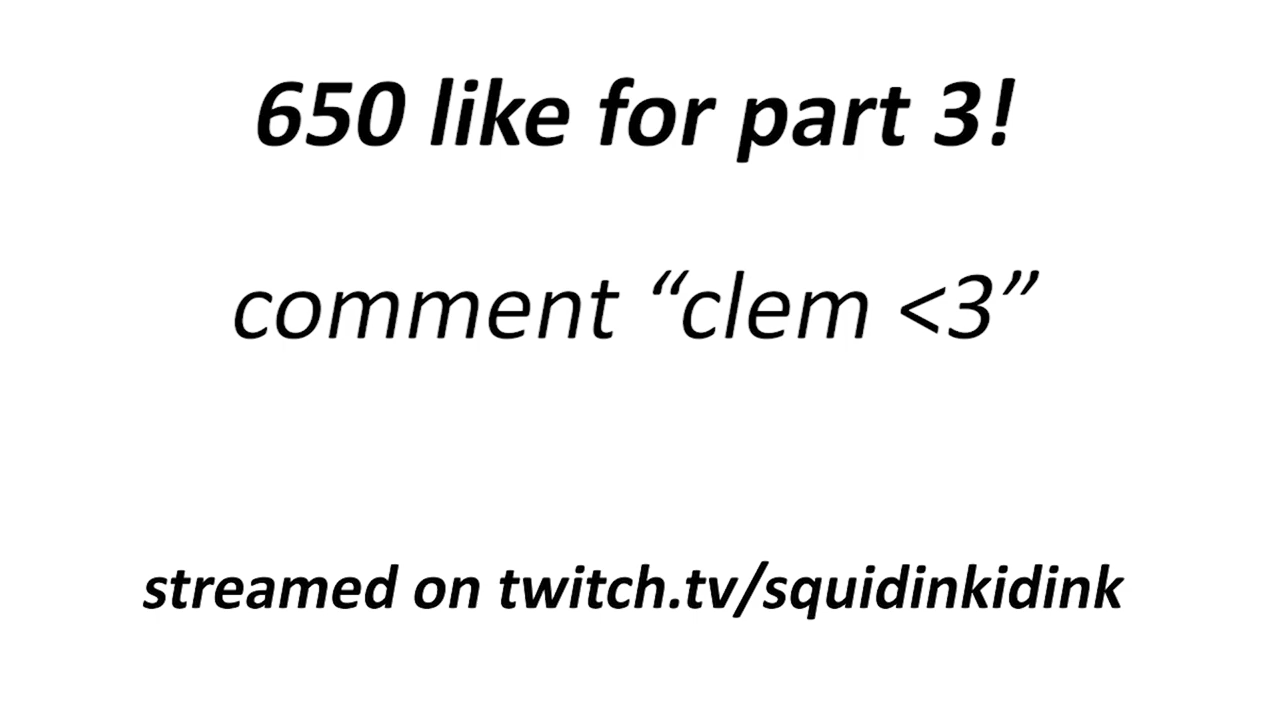 650 like for part 3!
comment “clem <3”
streamed on twitch.tv/squidinkidink